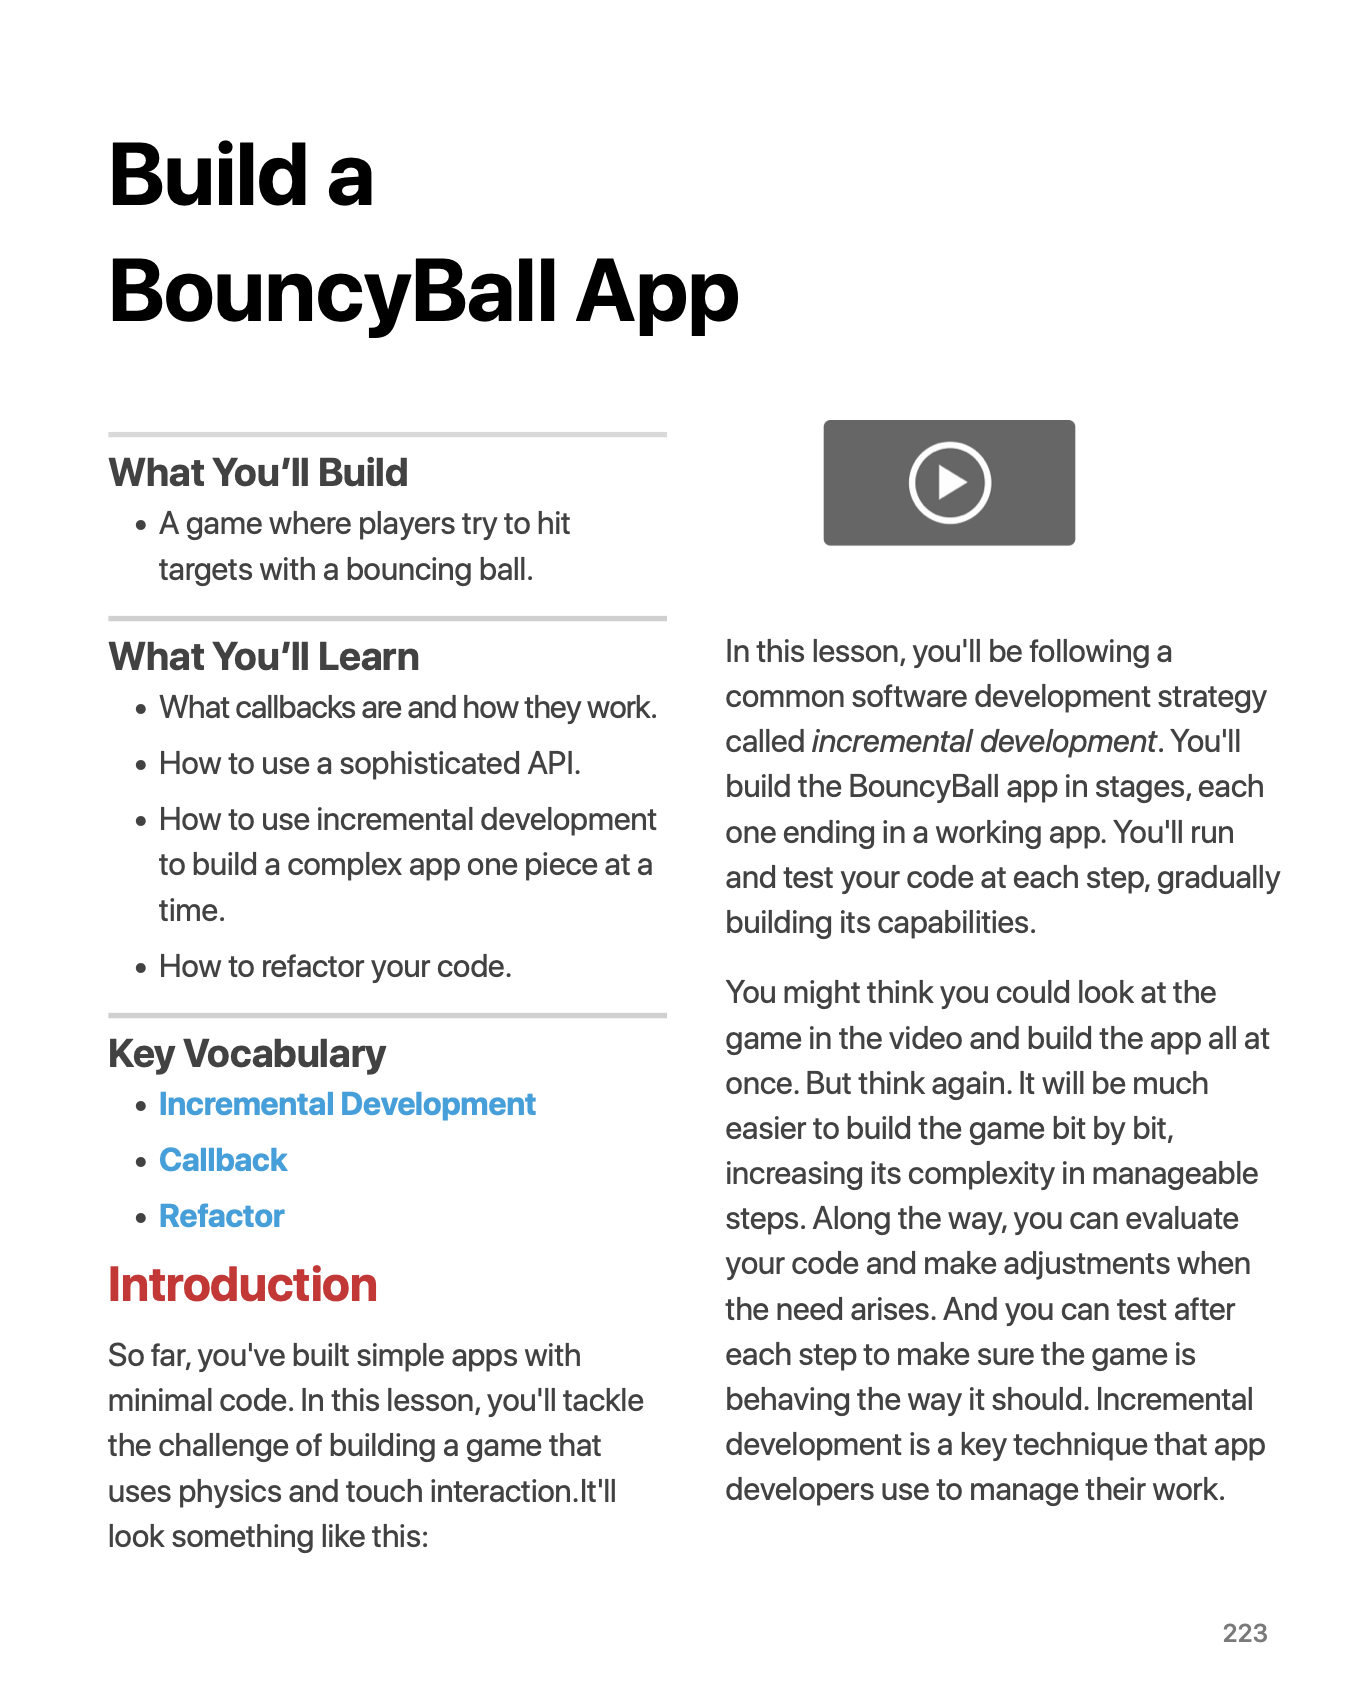 Build a
BouncyBall App
What You’ll Build
• A game where players try to hit
targets with a bouncing ball.
What You’ll Learn
• What callbacks are and how they work.
• How to use a sophisticated API.
• How to use incremental development
to build a complex app one piece at a
time.
• How to refactor your code.
Key Vocabulary
• Incremental Development
• Callback
• Refactor
Introduction
So far, you've built simple apps with
minimal code. In this lesson, you'll tackle
the challenge of building a game that
uses physics and touch interaction.It'll
look something like this:
In this lesson, you'll be following a
common software development strategy
called incremental development. You'll
build the BouncyBall app in stages, each
one ending in a working app. You'll run
and test your code at each step, gradually
building its capabilities.
You might think you could look at the
game in the video and build the app all at
once. But think again. It will be much
easier to build the game bit by bit,
increasing its complexity in manageable
steps. Along the way, you can evaluate
your code and make adjustments when
the need arises. And you can test after
each step to make sure the game is
behaving the way it should. Incremental
development is a key technique that app
developers use to manage their work.
223